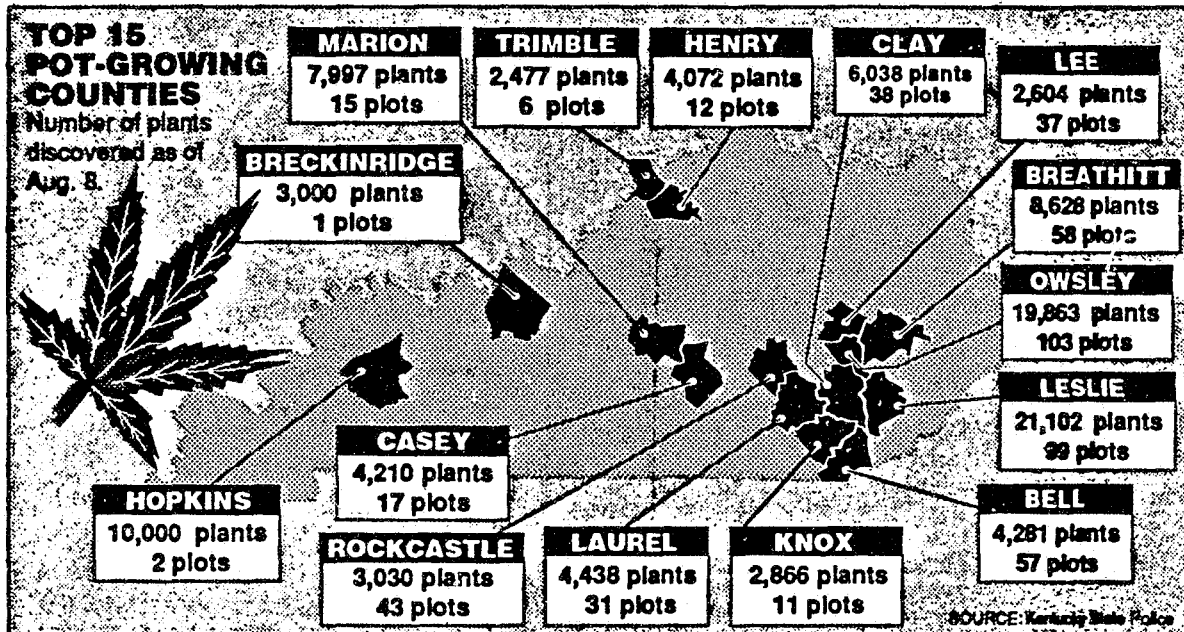 TOP 15
POT-GROWING
COUNTIES
Number of plants
discovered as of
Aug. 8.
MARION
7,997 plants
15 plots
TRIMBLE
2,477 plants
6 plots
HENRY
4,072 plants
12 plots
CLAY
6,038 plants
38 plots
LEE
2,604 plants
37 plots
BRECKINRIDGE
3,000 plants
1 plots
BREATHITT
8,628 plants
58 plots
OWSLEY
19,863 plants
103 plots
LESLIE
21,102 plants
99 plots
CASEY
4,210 plants
17 plots
HOPKINS
10,000 plants
2 plots
ROCKCASTLE
3,030 plants
43 plots
LAUREL
4,438 plants
31 plots
KNOX
2,866 plants
11 plots
BELL
4,281 plants
57 plots
SOURCE: Kentucky State Police